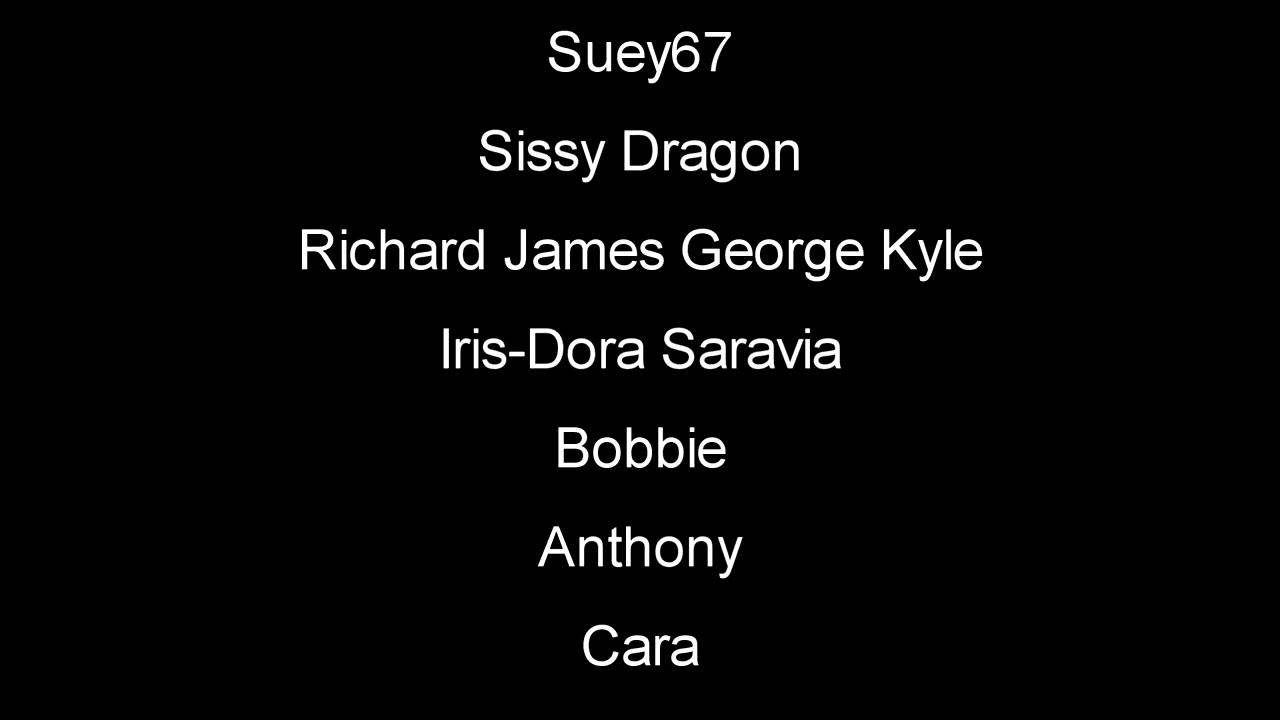 Suey67
Sissy Dragon
Richard James George Kyle
Iris-Dora Saravia
Bobbie
Anthony
Cara